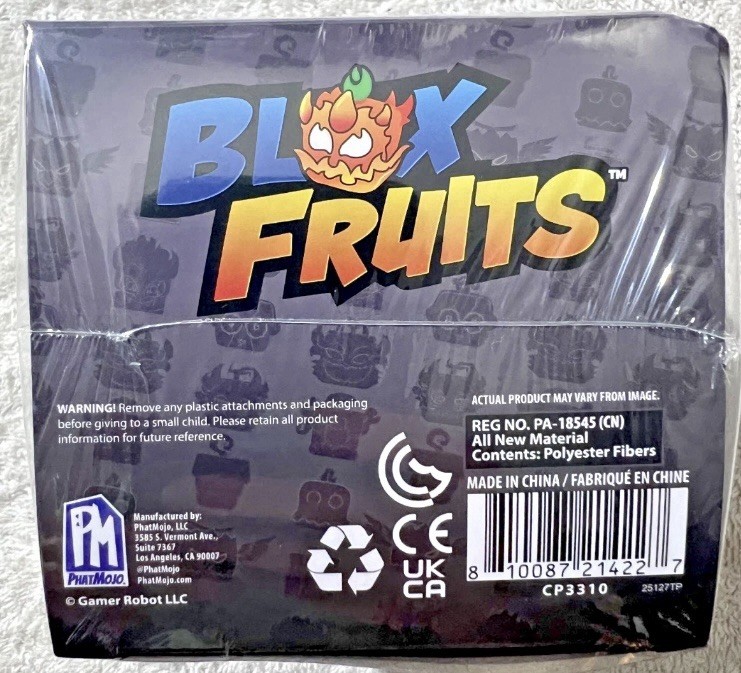 BLOX
FRUITS™
WARNING! Remove any plastic attachments and packaging
before giving to a small child. Please retain all product
information for future reference.
ACTUAL PRODUCT MAY VARY FROM IMAGE.
REG NO. PA-18545 (CN)
All New Material
Contents: Polyester Fibers
MADE IN CHINA / FABRIQUÉ EN CHINE
PM
PHATMOJO.
Manufactured by:
PhatMojo, LLC
3585 S. Vermont Ave.,
Suite 7367
Los Angeles, CA 90007
@PhatMojo
PhatMojo.com
© Gamer Robot LLC
CE
UK
CA
8 10087 21422 7
CP3310
25127TP